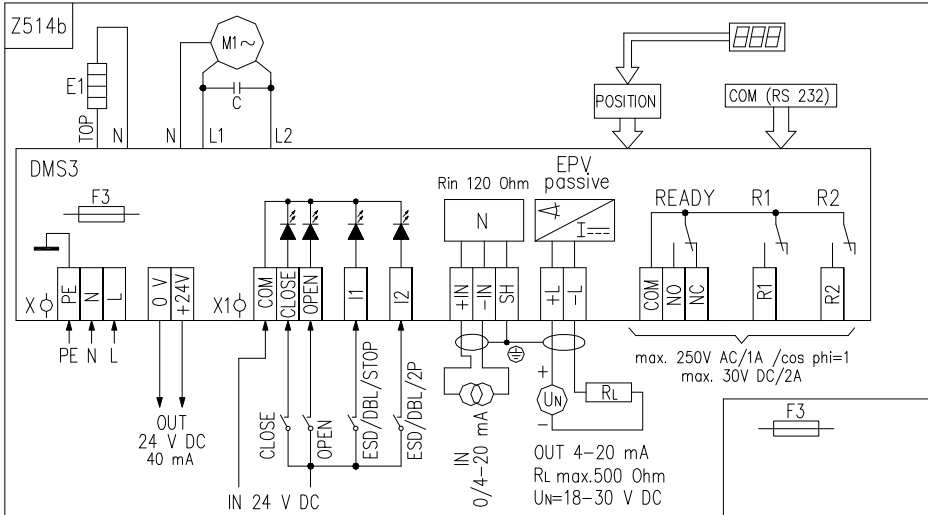 Z514b
M1~
E1
C
TOP
N
N
L1
L2
POSITION
COM (RS 232)
DMS3
F3
Rin 120 Ohm
N
EPV
passive
I
READY
R1
R2
X
PE
N
L
0 V
+24V
X1
COM
CLOSE
OPEN
I1
I2
+IN
-IN
SH
+L
-L
COM
NO
NC
R1
R2
PE N L
OUT
24 V DC
40 mA
CLOSE
OPEN
ESD/DBL/STOP
ESD/DBL/2P
IN 24 V DC
IN
0/4-20 mA
+
UN
-
RL
OUT 4-20 mA
RL max.500 Ohm
UN=18-30 V DC
max. 250V AC/1A /cos phi=1
max. 30V DC/2A
F3